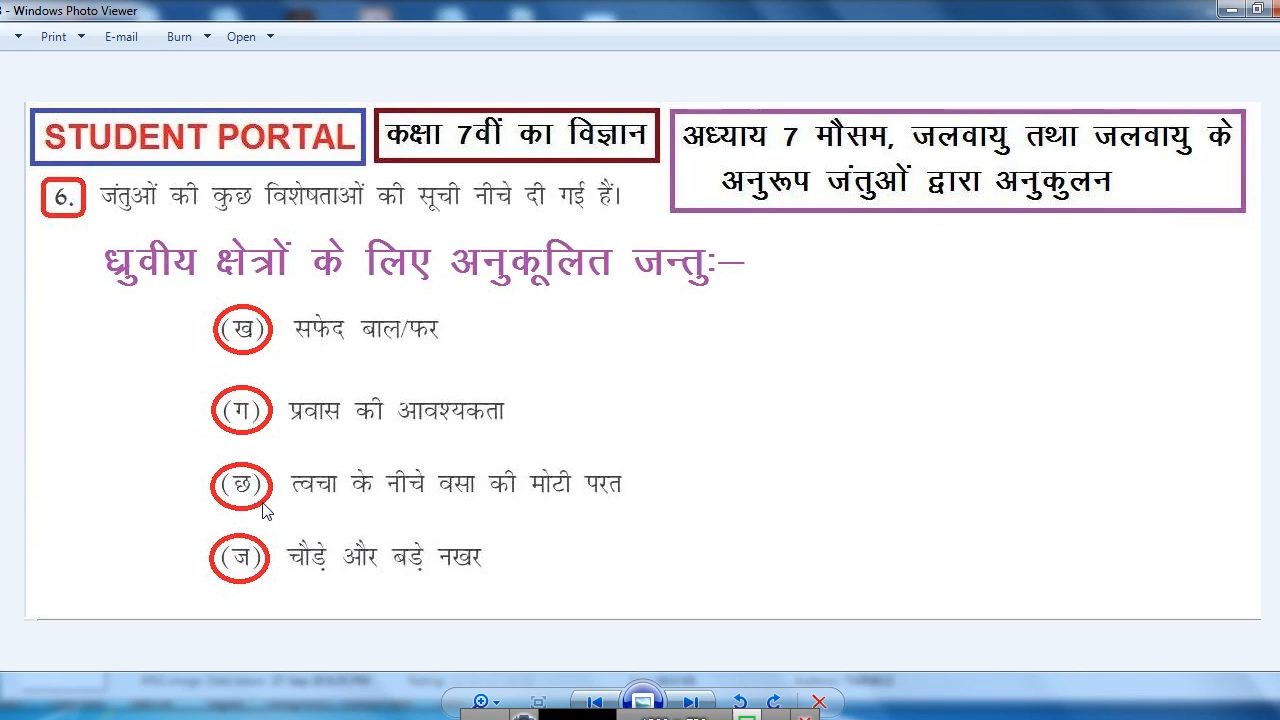 - Windows Photo Viewer
Print E-mail Burn Open
STUDENT PORTAL
कक्षा 7वीं का विज्ञान
अध्याय 7 मौसम, जलवायु तथा जलवायु के
अनुरूप जंतुओं द्वारा अनुकुलन
6. जंतुओं की कुछ विशेषताओं की सूची नीचे दी गई हैं।
ध्रुवीय क्षेत्रों के लिए अनुकूलित जन्तुः—
(ख) सफेद बाल/फर
(ग) प्रवास की आवश्यकता
(छ) त्वचा के नीचे वसा की मोटी परत
(ज) चौड़े और बड़े नखर